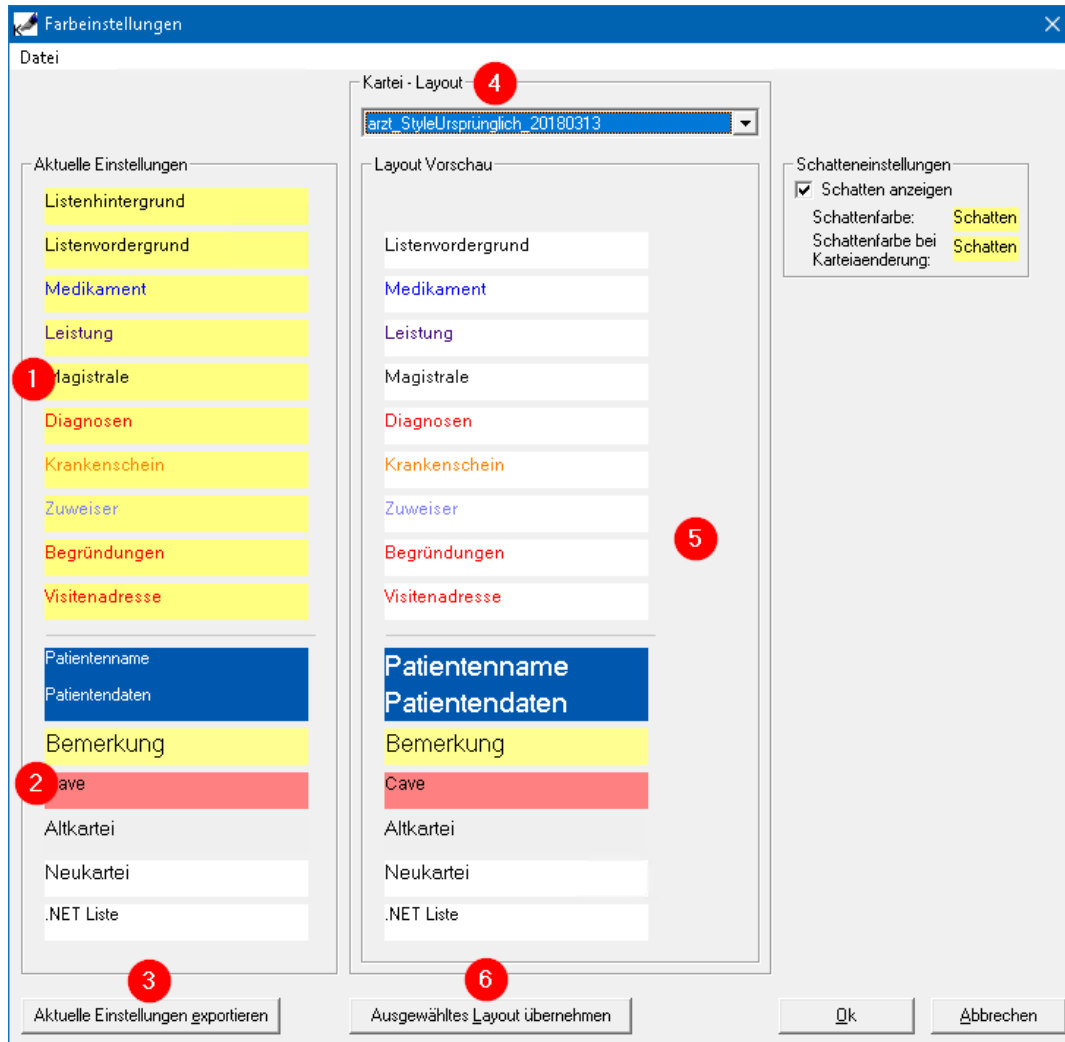 Farbeinstellungen
Datei
Kartei - Layout
4
arzt_StyleUrsprünglich_20180313
Aktuelle Einstellungen
Listenhintergrund
Listenvordergrund
Medikament
Leistung
1
Magistrale
Diagnosen
Krankenschein
Zuweiser
Begründungen
Visitenadresse
Patientenname
Patientendaten
Bemerkung
2
ave
Altkartei
Neukartei
.NET Liste
3
Aktuelle Einstellungen exportieren
Layout Vorschau
Listenvordergrund
Medikament
Leistung
Magistrale
Diagnosen
Krankenschein
Zuweiser
5
Begründungen
Visitenadresse
Patientenname
Patientendaten
Bemerkung
Cave
Altkartei
Neukartei
.NET Liste
6
Ausgewähltes Layout übernehmen
Schatteneinstellungen
Schatten anzeigen
Schattenfarbe: Schatten
Schattenfarbe bei
Karteiaenderung: Schatten
Ok
Abbrechen